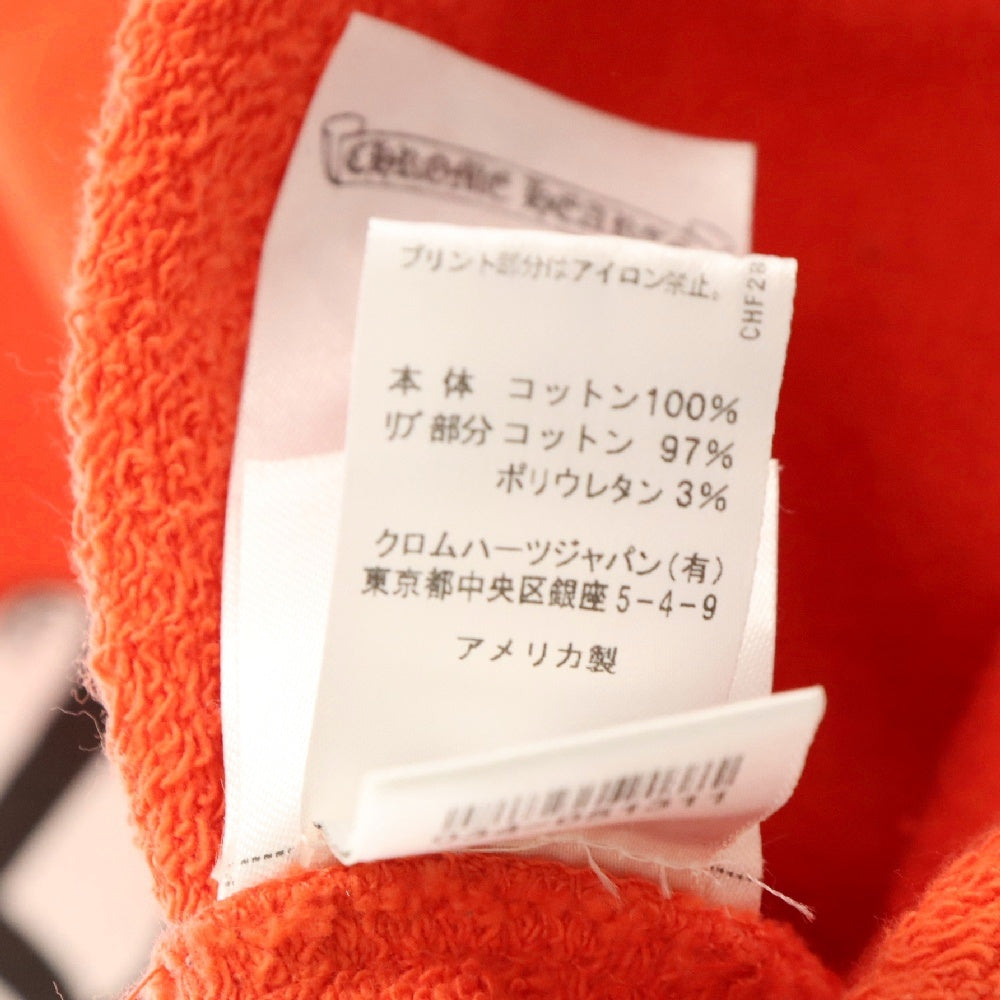 CHROME HEARTS
プリント部分はアイロン禁止。
CHF28
本 体 コットン100%
リブ 部分 コットン 97%
ポリウレタン 3%
クロムハーツジャパン(有)
東京都中央区銀座5-4-9
アメリカ製